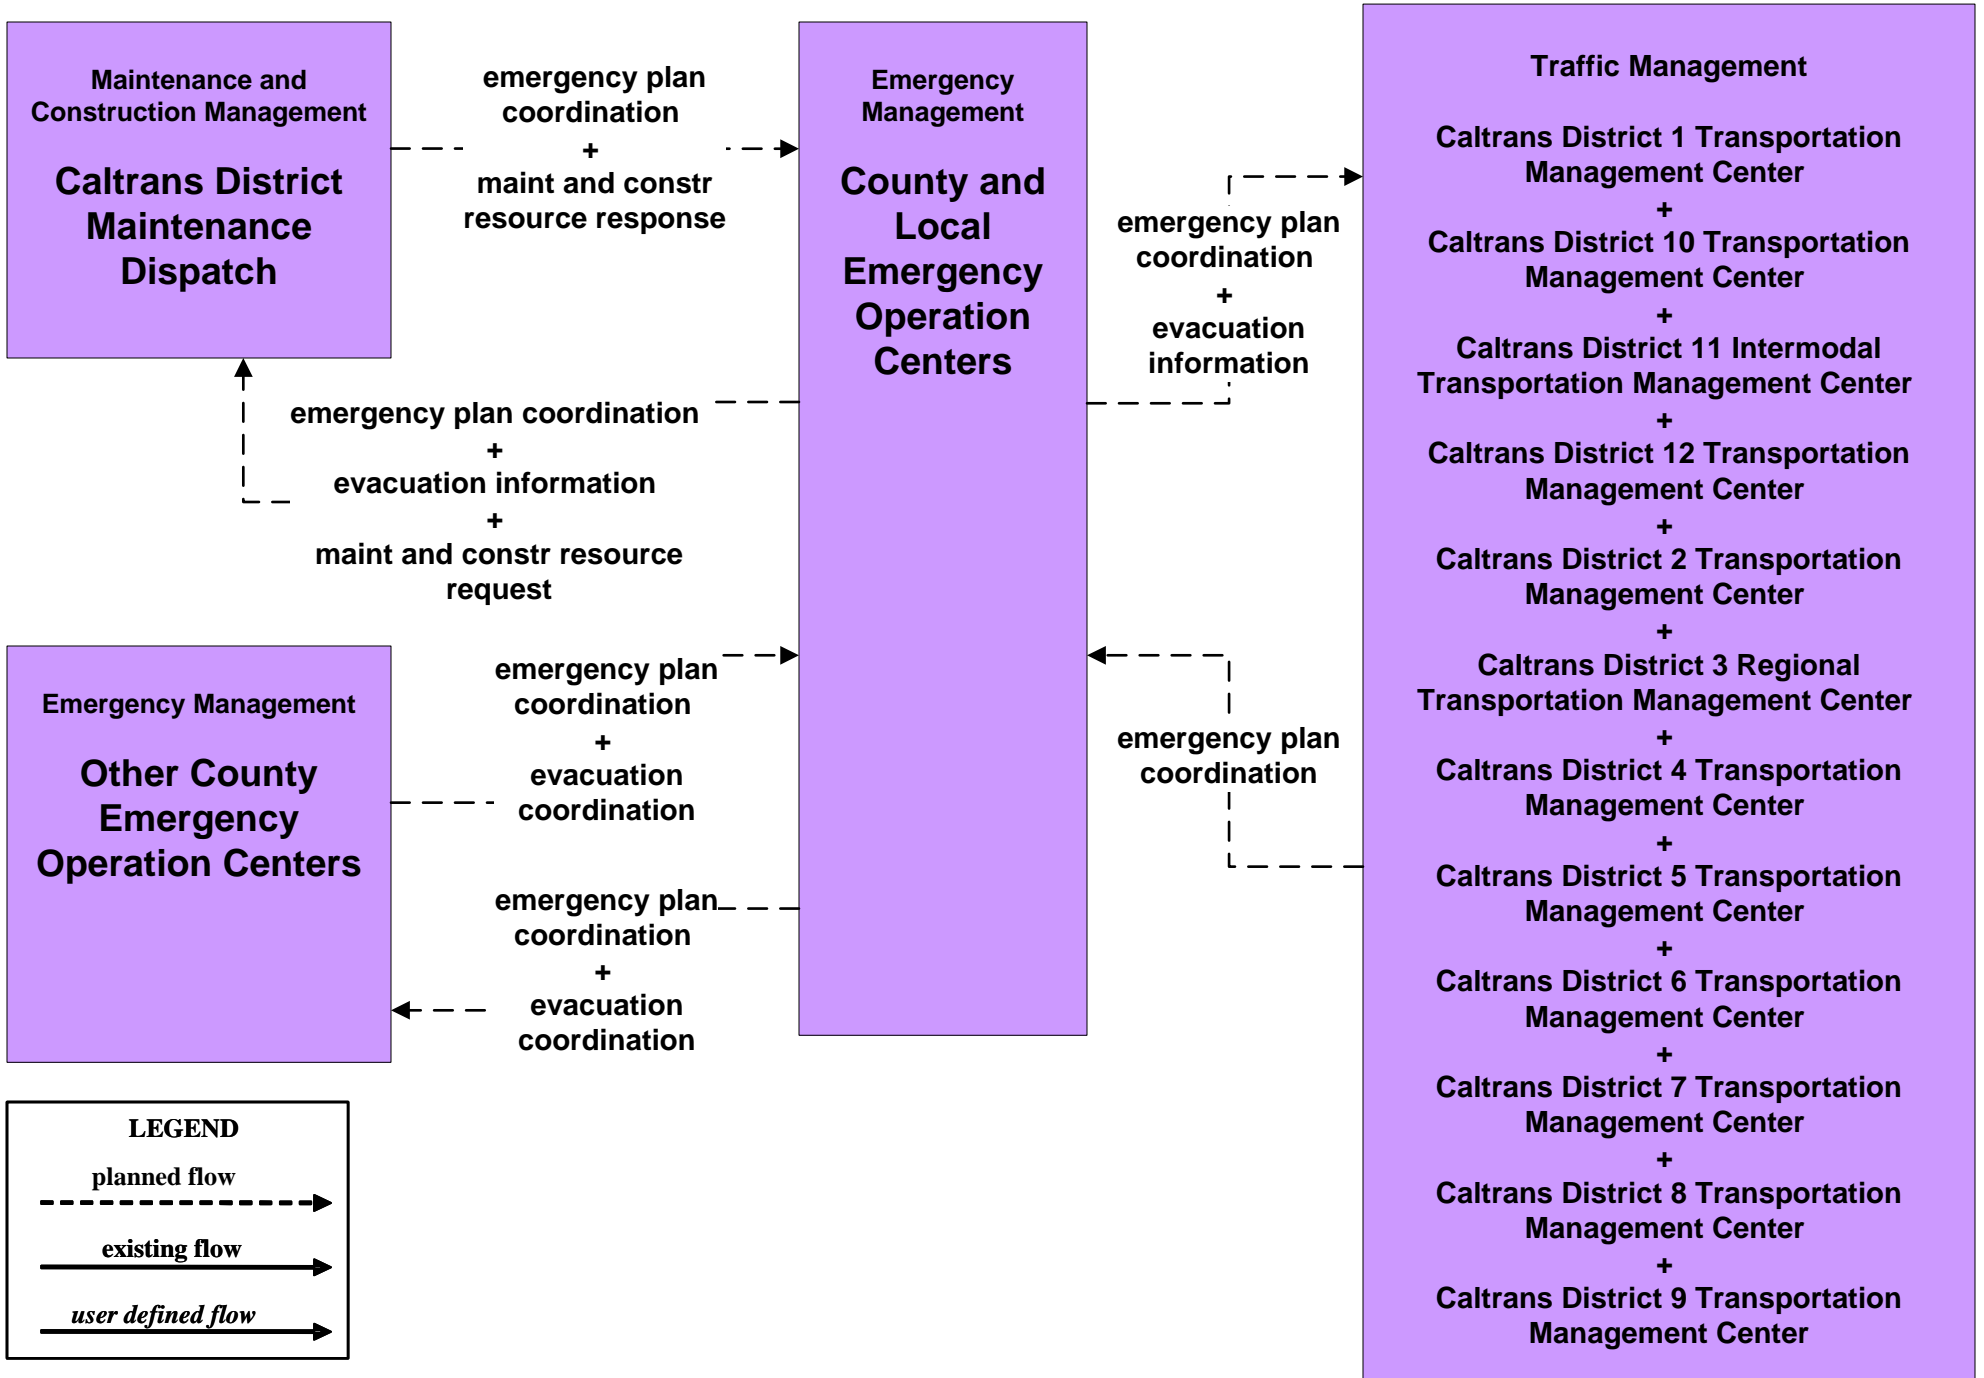 Maintenance and
Construction Management
Caltrans District
Maintenance
Dispatch
emergency plan
coordination
+
maint and constr
resource response
Emergency
Management
County and
Local
Emergency
Operation
Centers
emergency plan
coordination
+
evacuation
information
emergency plan coordination
+
evacuation information
+
maint and constr resource
request
Emergency Management
Other County
Emergency
Operation Centers
emergency plan
coordination
+
evacuation
coordination
emergency plan
coordination
+
evacuation
coordination
emergency plan
coordination
Traffic Management
Caltrans District 1 Transportation
Management Center
+
Caltrans District 10 Transportation
Management Center
+
Caltrans District 11 Intermodal
Transportation Management Center
+
Caltrans District 12 Transportation
Management Center
+
Caltrans District 2 Transportation
Management Center
+
Caltrans District 3 Regional
Transportation Management Center
+
Caltrans District 4 Transportation
Management Center
+
Caltrans District 5 Transportation
Management Center
+
Caltrans District 6 Transportation
Management Center
+
Caltrans District 7 Transportation
Management Center
+
Caltrans District 8 Transportation
Management Center
+
Caltrans District 9 Transportation
Management Center
LEGEND
planned flow
existing flow
user defined flow